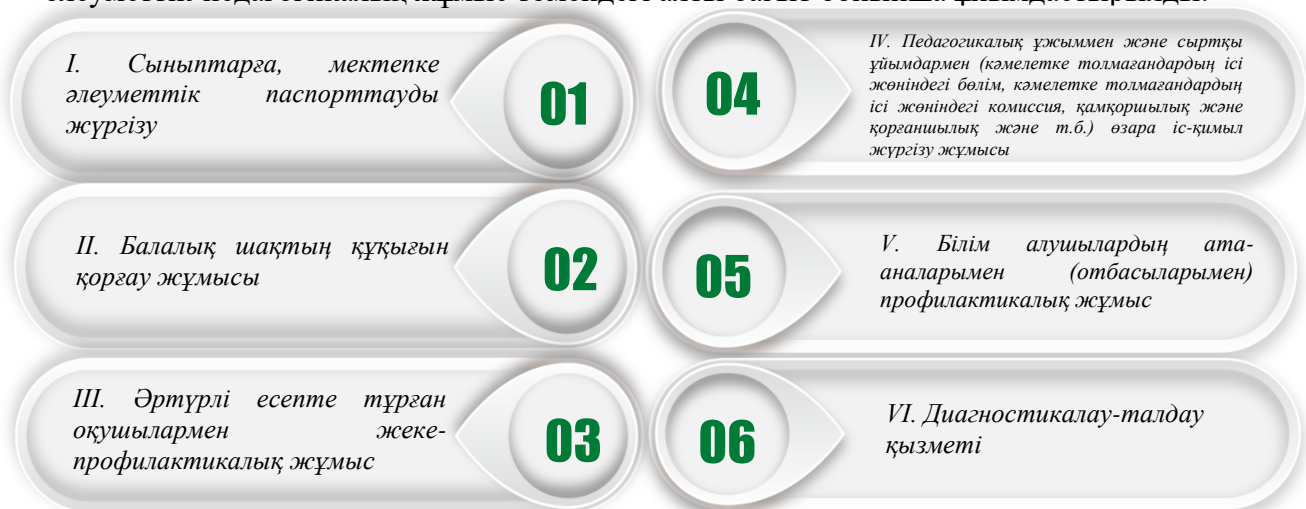 I. Сыныптарға, мектепке
әлеуметтік паспорттауды
жүргізу
01
II. Балалық шақтың құқығын
қорғау жұмысы
02
III. Әртүрлі есепте тұрған
оқушылармен жеке-
профилактикалық жұмыс
03
04
IV. Педагогикалық ұжыммен және сыртқы
ұйымдармен (кәмелетке толмағандардың ісі
жөніндегі бөлім, кәмелетке толмағандардың
ісі жөніндегі комиссия, қамқоршылық және
қорғаншылық және т.б.) өзара іс-қимыл
жүргізу жұмысы
05
V. Білім алушылардың ата-
аналарымен (отбасыларымен)
профилактикалық жұмыс
06
VI. Диагностикалау-талдау
қызметі